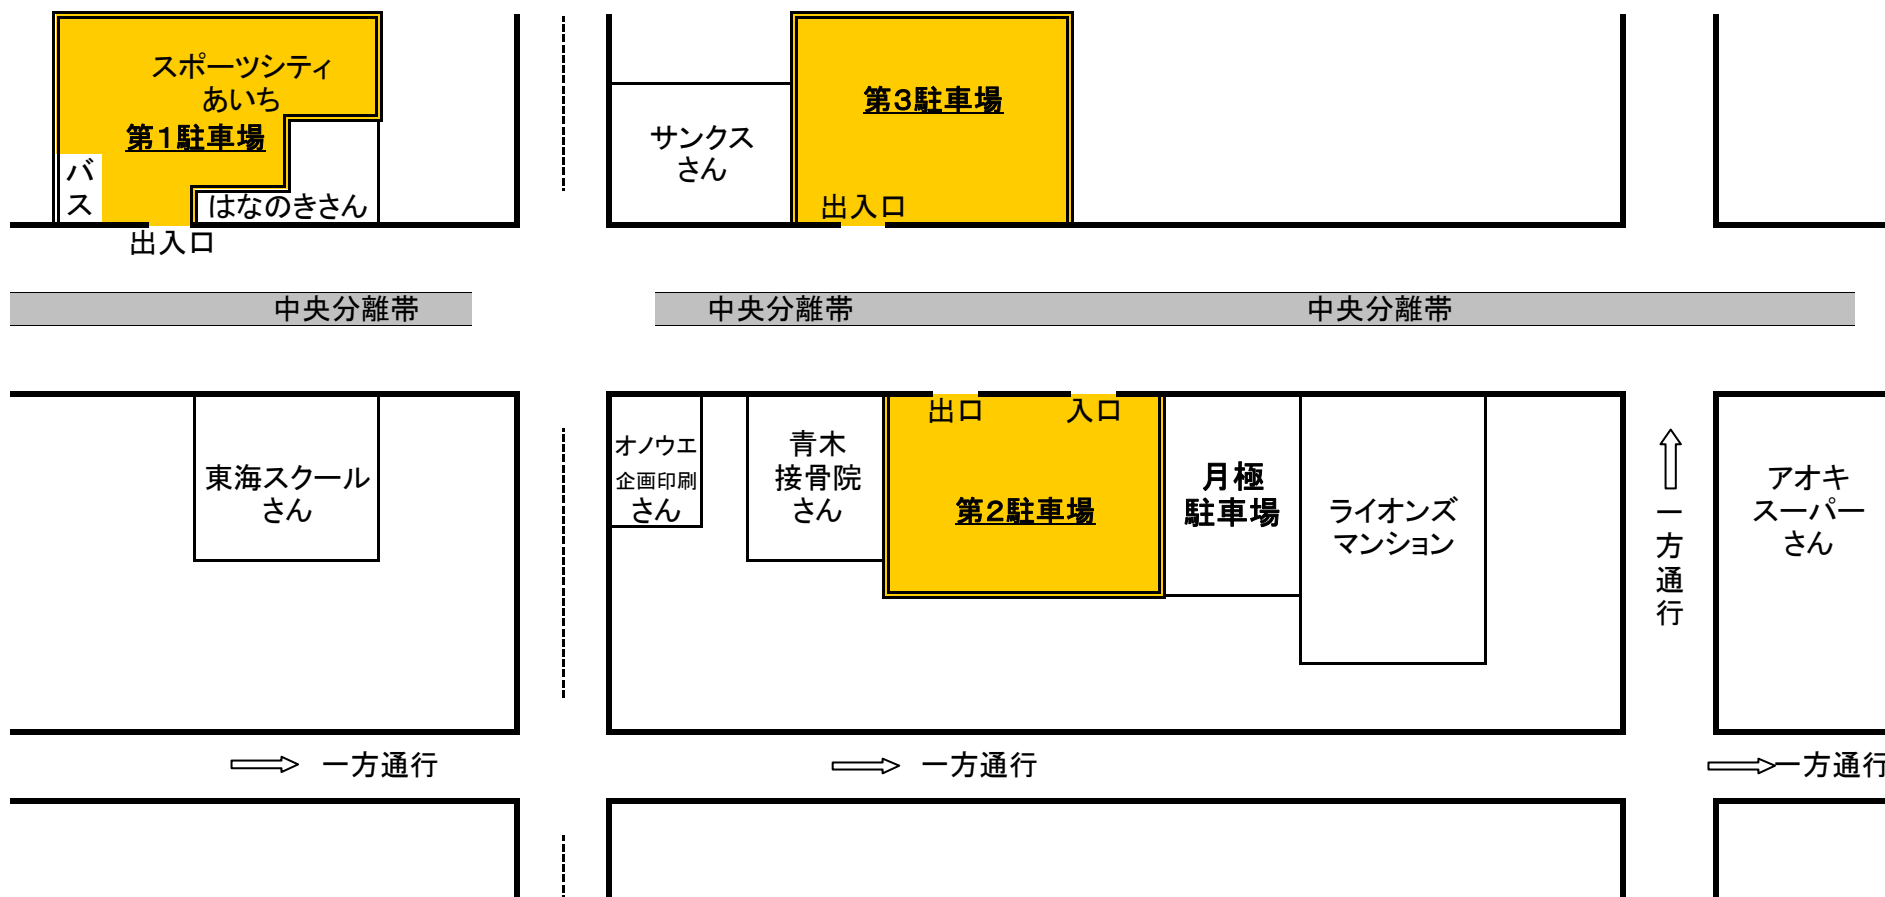 スポーツシティ
あいち
第1駐車場
バ
ス
はなのきさん
出入口
サンクス
さん
第3駐車場
出入口
中央分離帯
中央分離帯
中央分離帯
東海スクール
さん
オノウエ
企画印刷
さん
青木
接骨院
さん
出口
入口
第2駐車場
月極
駐車場
ライオンズ
マンション
一
方
通
行
アオキ
スーパー
さん
一方通行
一方通行
一方通行